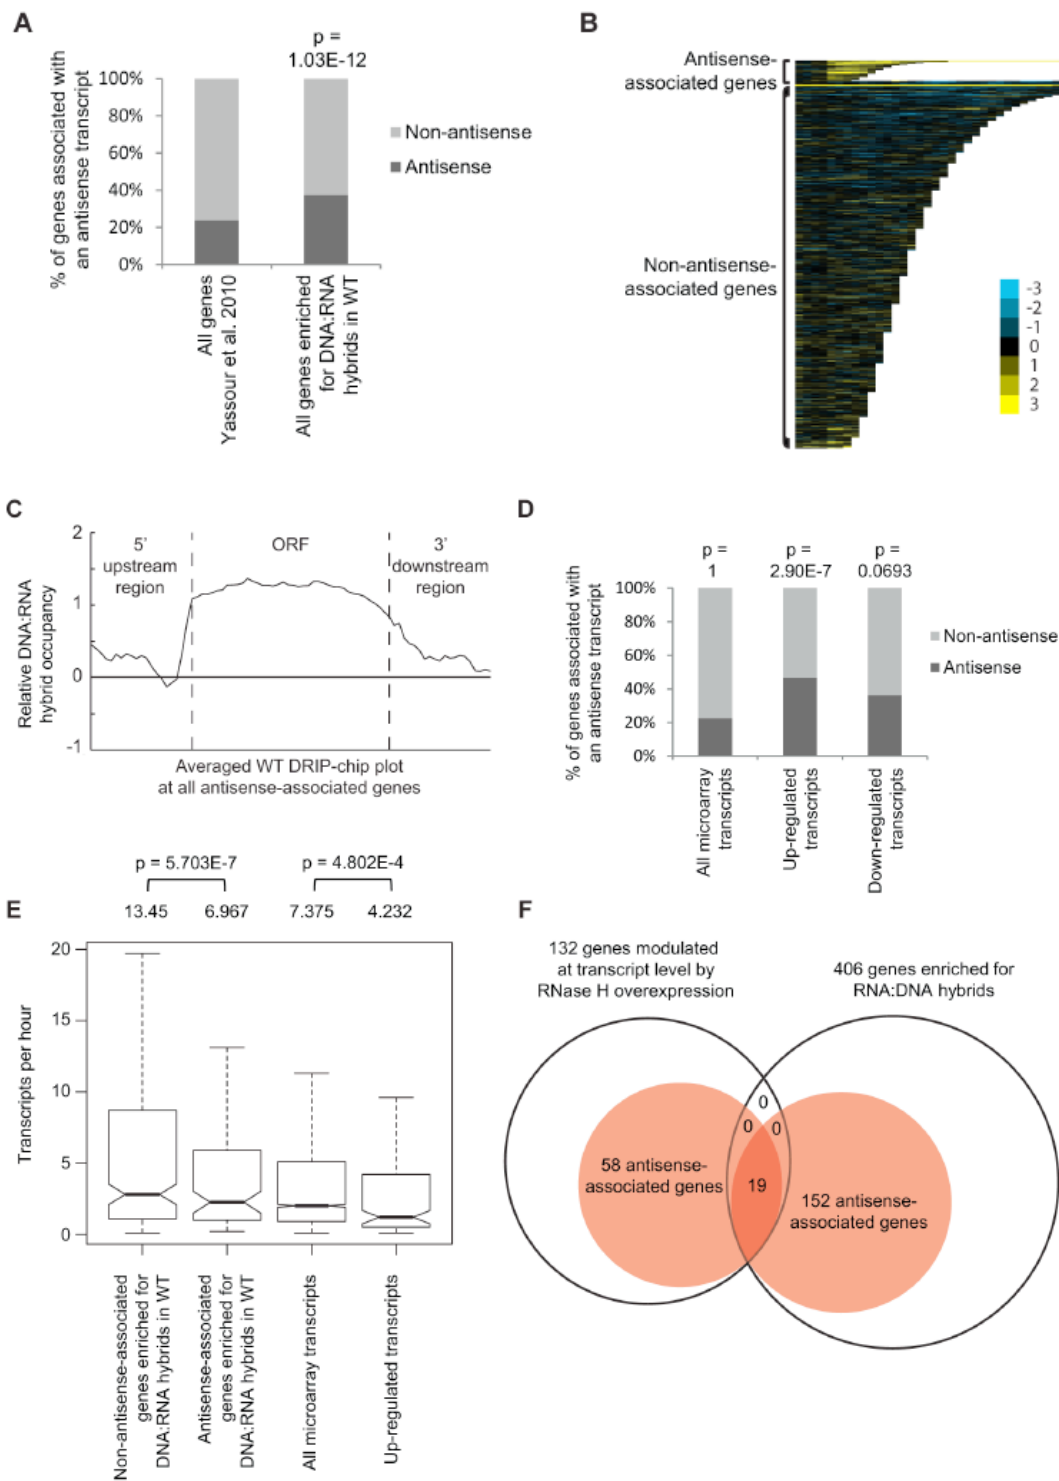 A
p =
1.03E-12
% of genes associated with
an antisense transcript
100%
80%
60%
40%
20%
0%
Non-antisense
Antisense
All genes
Yassour et al. 2010
All genes enriched
for DNA:RNA
hybrids in WT
B
Antisense-
associated genes
Non-antisense-
associated genes
-3
-2
-1
0
1
2
3
C
Relative DNA:RNA
hybrid occupancy
2
1
0
-1
5'
upstream
region
ORF
3'
downstream
region
Averaged WT DRIP-chip plot
at all antisense-associated genes
D
p =
1
p =
2.90E-7
p =
0.0693
% of genes associated with
an antisense transcript
100%
80%
60%
40%
20%
0%
Non-antisense
Antisense
All microarray
transcripts
Up-regulated
transcripts
Down-regulated
transcripts
E
p = 5.703E-7
p = 4.802E-4
13.45
6.967
7.375
4.232
Transcripts per hour
20
15
10
5
0
Non-antisense-associated
genes enriched for
DNA:RNA hybrids in WT
Antisense-associated
genes enriched for
DNA:RNA hybrids in WT
All microarray transcripts
Up-regulated transcripts
F
132 genes modulated
at transcript level by
RNase H overexpression
406 genes enriched for
RNA:DNA hybrids
0
0
0
58 antisense-
associated genes
19
152 antisense-
associated genes